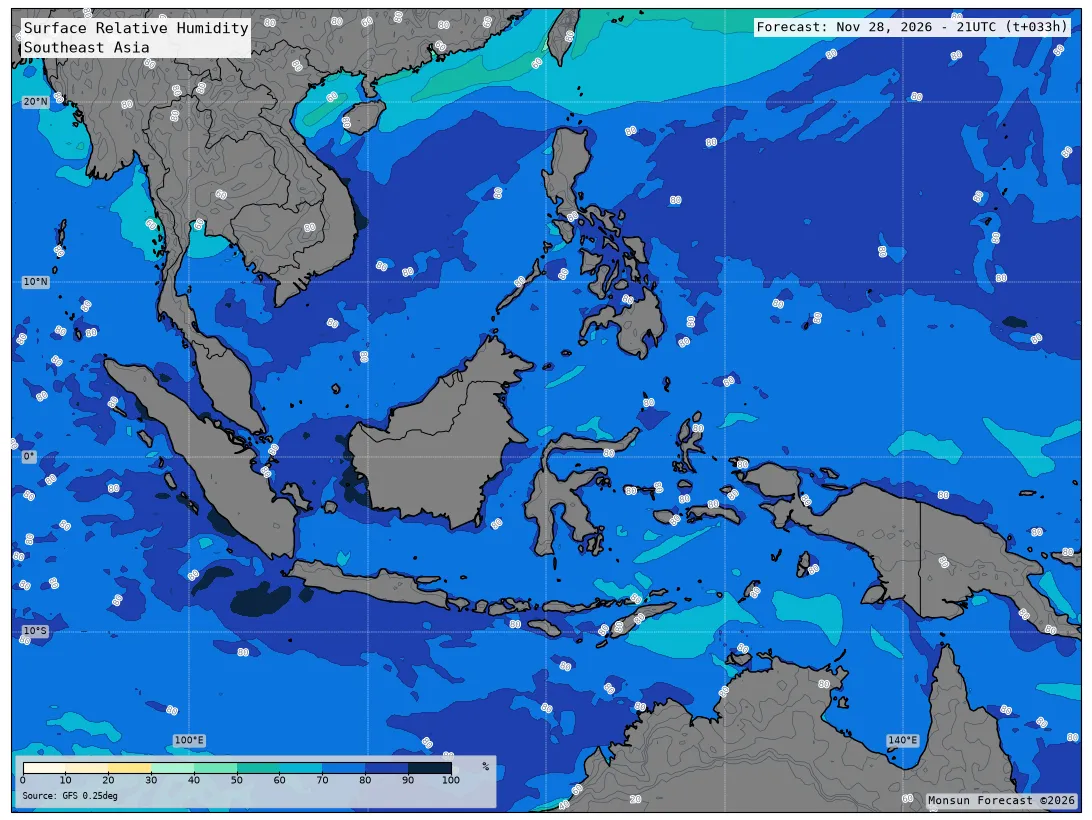 Surface Relative Humidity
Southeast Asia
Forecast: Nov 28, 2026 - 21UTC (t+033h)
20°N
10°N
0°
10°S
100°E
140°E
0 10 20 30 40 50 60 70 80 90 100
%
Source: GFS 0.25deg
Monsun Forecast ©2026